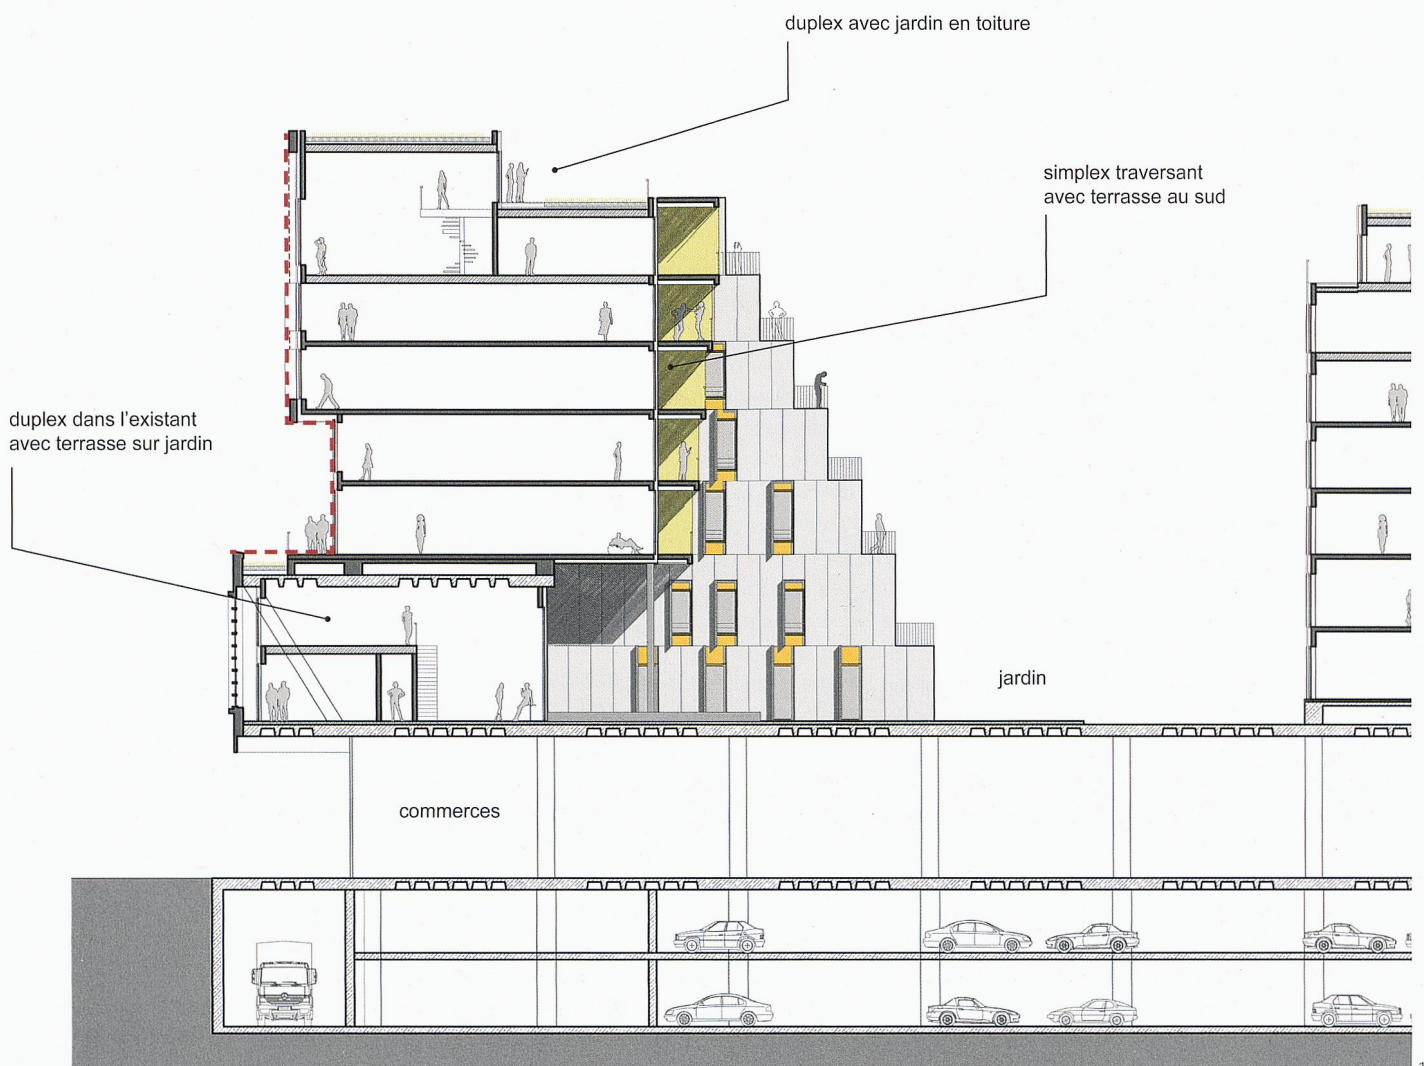 duplex avec jardin en toiture
simplex traversant
avec terrasse au sud
duplex dans l'existant
avec terrasse sur jardin
jardin
commerces